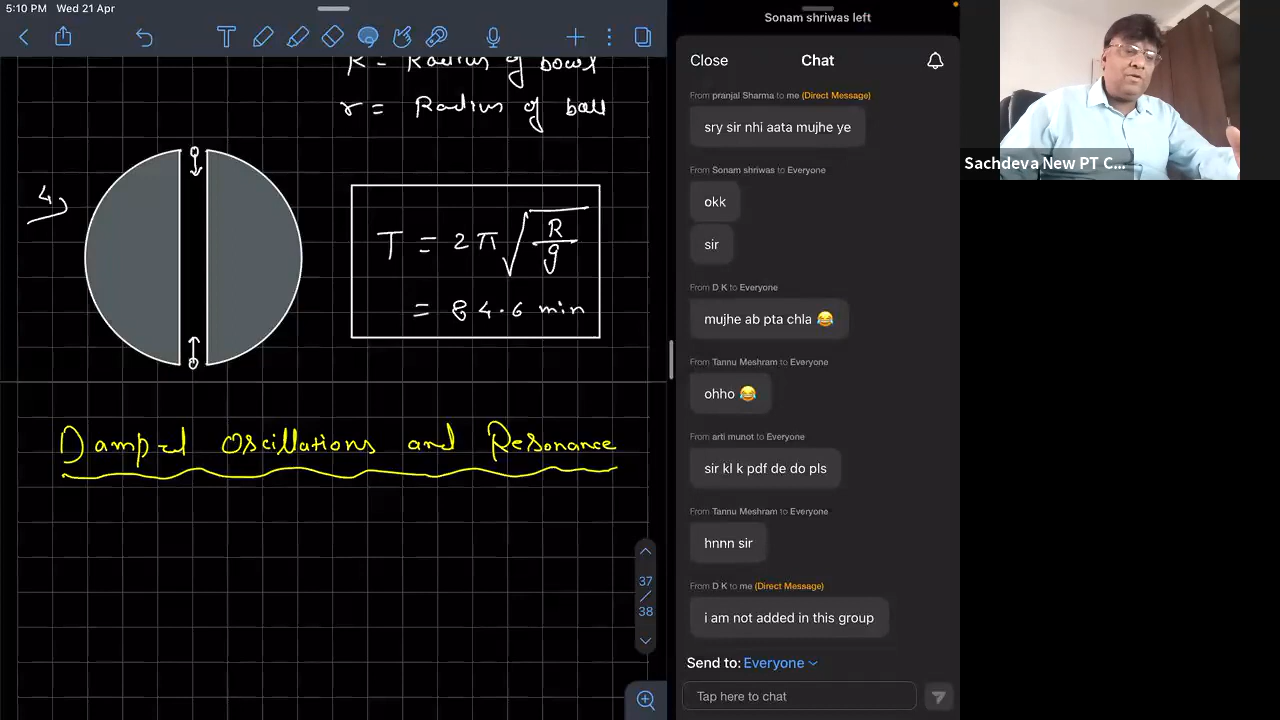 5:10 PM Wed 21 Apr
R = Radius of bowl
r = Radius of ball
4)
T = 2π√(R/g)
= 84.6 min
Damped Oscillations and Resonance
37
/
38
Sonam shriwas left
Close
Chat
From pranjal Sharma to me (Direct Message)
sry sir nhi aata mujhe ye
From Sonam shriwas to Everyone
okk
sir
From D K to Everyone
mujhe ab pta chla 😂
From Tannu Meshram to Everyone
ohho 😂
From arti munot to Everyone
sir kl k pdf de do pls
From Tannu Meshram to Everyone
hnnn sir
From D K to me (Direct Message)
i am not added in this group
Send to: Everyone
Tap here to chat
Sachdeva New PT C...